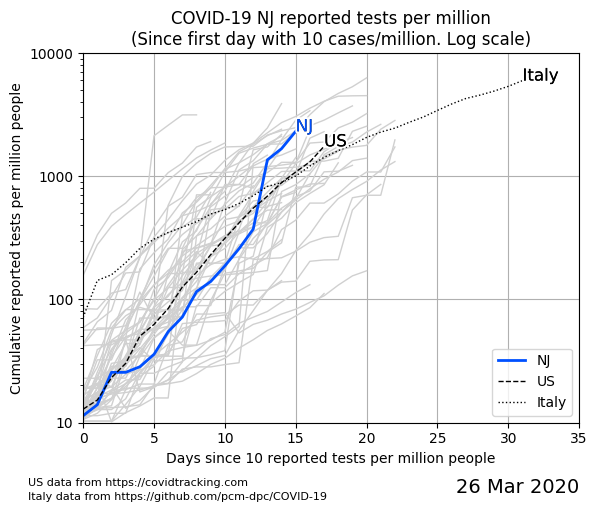 COVID-19 NJ reported tests per million
(Since first day with 10 cases/million. Log scale)
Cumulative reported tests per million people
10000
1000
100
10
Italy
NJ
US
NJ
US
Italy
0 5 10 15 20 25 30 35
Days since 10 reported tests per million people
US data from https://covidtracking.com
Italy data from https://github.com/pcm-dpc/COVID-19
26 Mar 2020